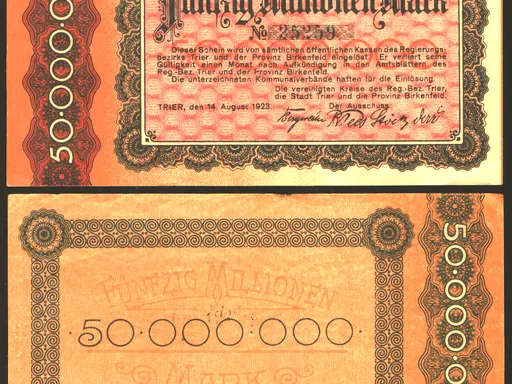 50.000.0
Fünfzig Millionen Mark
№ 25259
Dieser Schein wird von sämtlichen öffentlichen Kassen des Regierungs-
bezirks Trier und der Provinz Birkenfeld eingelöst. Er verliert seine
Gültigkeit einen Monat nach Aufkündigung in den Amtsblättern des
Reg.-Bez. Trier und der Provinz Birkenfeld
Die unterzeichneten Kommunalverbände haften für die Einlösung.
Die vereinigten Kreise des Reg.-Bez. Trier,
die Stadt Trier und die Provinz Birkenfeld.
TRIER, den 14. August 1923. Der Ausschuss:
50.000.0
FÜNFZIG MILLIONEN
·50·000·000·
MARK